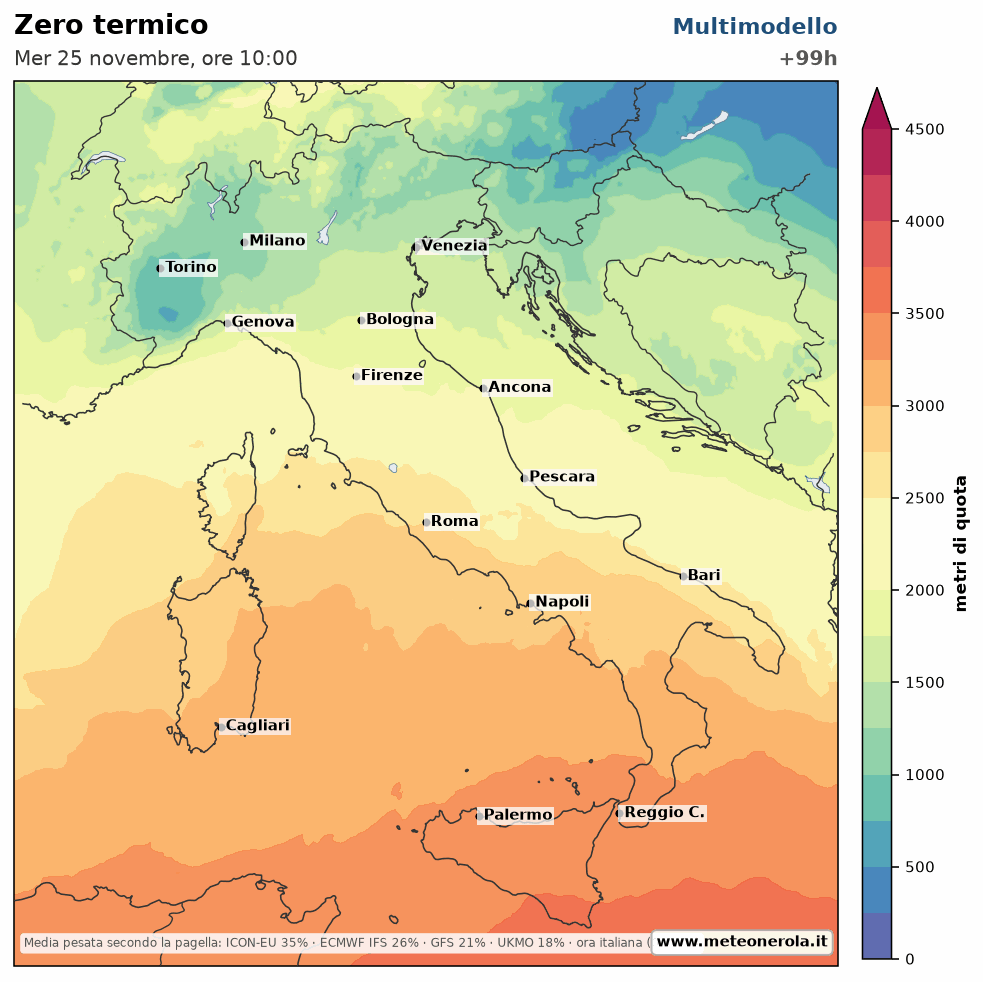 Zero termico
Multimodello
Mer 25 novembre, ore 10:00
+99h
4500
4000
3500
3000
2500
2000
1500
1000
500
0
metri di quota
Milano
Venezia
Torino
Genova
Bologna
Firenze
Ancona
Pescara
Roma
Bari
Napoli
Cagliari
Palermo
Reggio C.
Media pesata secondo la pagella: ICON-EU 35% · ECMWF IFS 26% · GFS 21% · UKMO 18% · ora italiana (
www.meteonerola.it